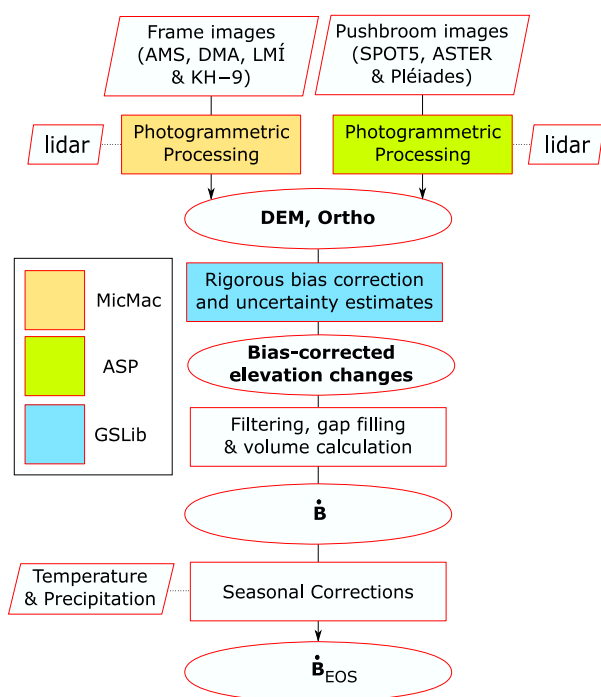 Frame images
(AMS, DMA, LMÍ
& KH−9)
Pushbroom images
(SPOT5, ASTER
& Pléiades)
lidar
Photogrammetric
Processing
Photogrammetric
Processing
lidar
DEM, Ortho
Rigorous bias correction
and uncertainty estimates
MicMac
ASP
GSLib
Bias-corrected
elevation changes
Filtering, gap filling
& volume calculation
Ḃ
Temperature
& Precipitation
Seasonal Corrections
ḂEOS